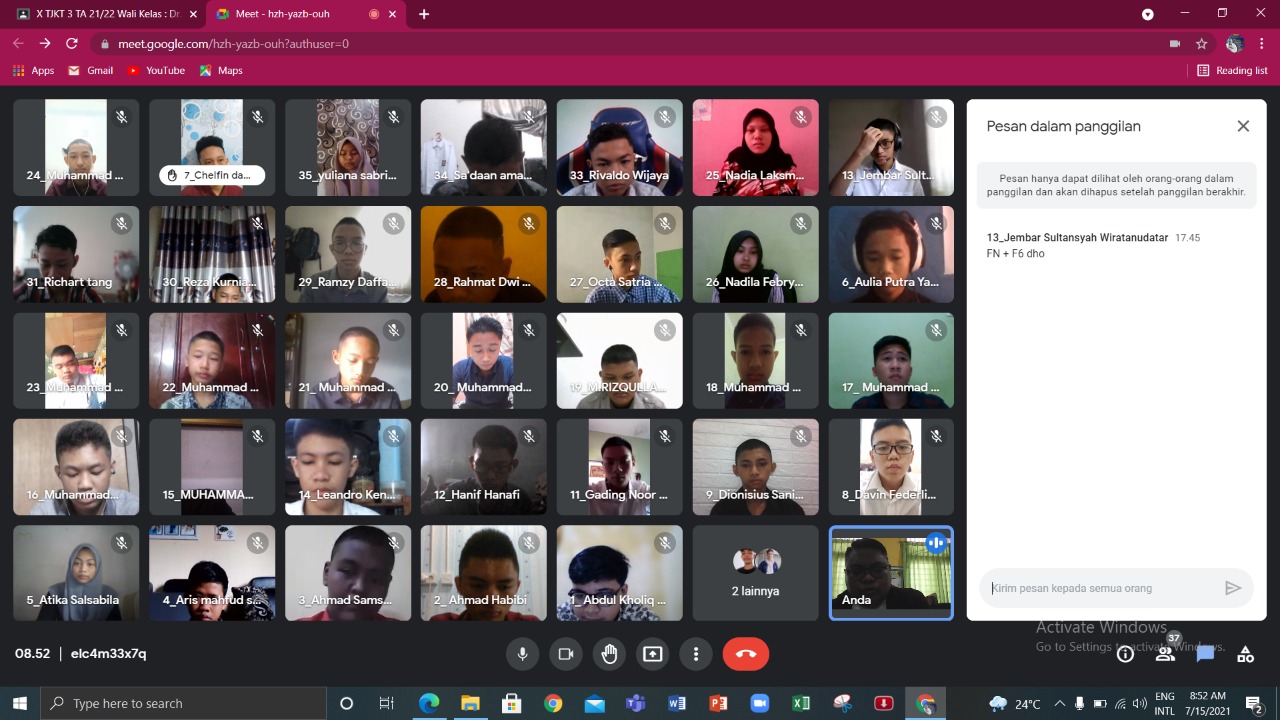 X TJKT 3 TA 21/22 Wali Kelas : Dr
Meet - hzh-yazb-ouh
meet.google.com/hzh-yazb-ouh?authuser=0
Apps
Gmail
YouTube
Maps
Reading list
24_Muhammad ...
7_Chelfin da...
35_yuliana sabri...
34_Sa'daan ama...
33_Rivaldo Wijaya
25_Nadia Laksm...
13_Jembar Sult...
31_Richart tang
30_Reza Kurnia...
29_Ramzy Daffa...
28_Rahmat Dwi ...
27_Octa Satria ...
26_Nadila Febry...
6_Aulia Putra Ya...
23_Muhammad ...
22_Muhammad ...
21_ Muhammad ...
20_ Muhammad...
19_M.RIZQULLA...
18_Muhammad ...
17_ Muhammad ...
16_Muhammad...
15_MUHAMMA...
14_Leandro Ken...
12_Hanif Hanafi
11_Gading Noor ...
9_Dionisius Sani...
8_Davin Federli...
5_Atika Salsabila
4_Aris mahfud s...
3_Ahmad Sams...
2_ Ahmad Habibi
1_ Abdul Kholiq ...
2 lainnya
Anda
Pesan dalam panggilan
Pesan hanya dapat dilihat oleh orang-orang dalam
panggilan dan akan dihapus setelah panggilan berakhir.
13_Jembar Sultansyah Wiratanudatar 17.45
FN + F6 dho
Kirim pesan kepada semua orang
Activate Windows
Go to Settings to activate Windows.
08.52 | elc4m33x7q
37
Type here to search
24°C
ENG
INTL
8:52 AM
7/15/2021
2